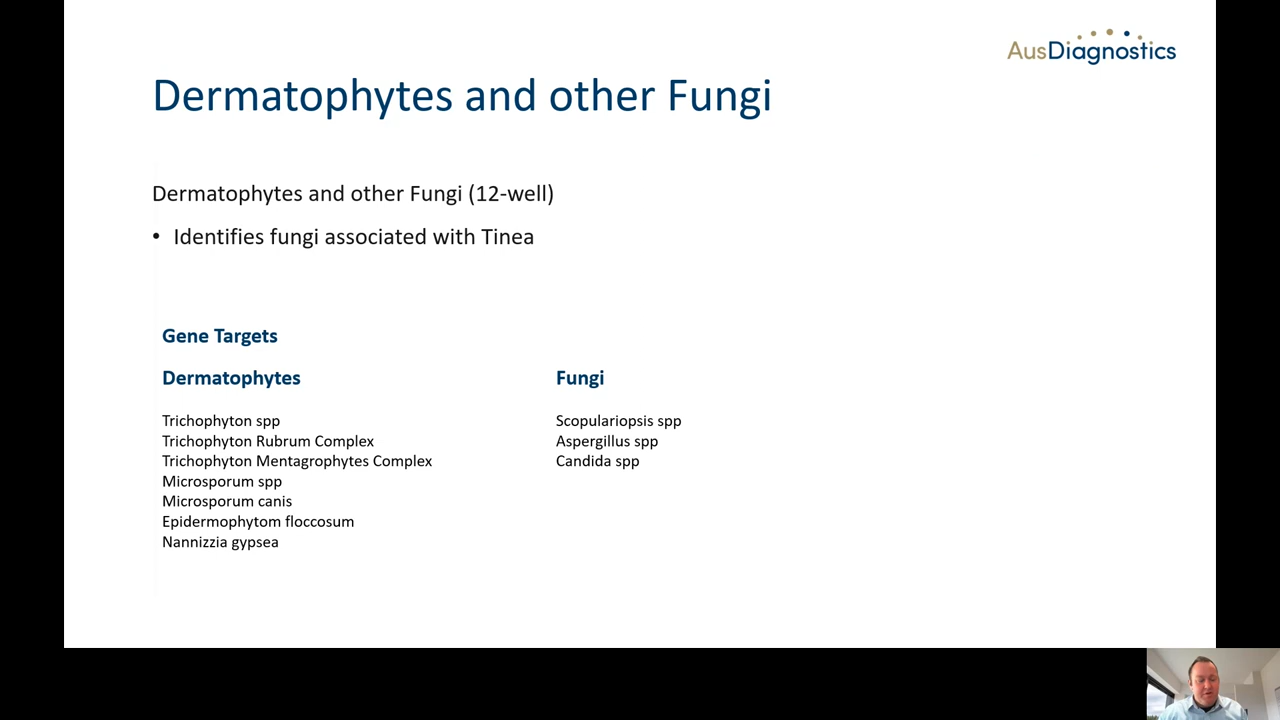 AusDiagnostics
Dermatophytes and other Fungi
Dermatophytes and other Fungi (12-well)
• Identifies fungi associated with Tinea
Gene Targets
Dermatophytes
Trichophyton spp
Trichophyton Rubrum Complex
Trichophyton Mentagrophytes Complex
Microsporum spp
Microsporum canis
Epidermophytom floccosum
Nannizzia gypsea
Fungi
Scopulariopsis spp
Aspergillus spp
Candida spp